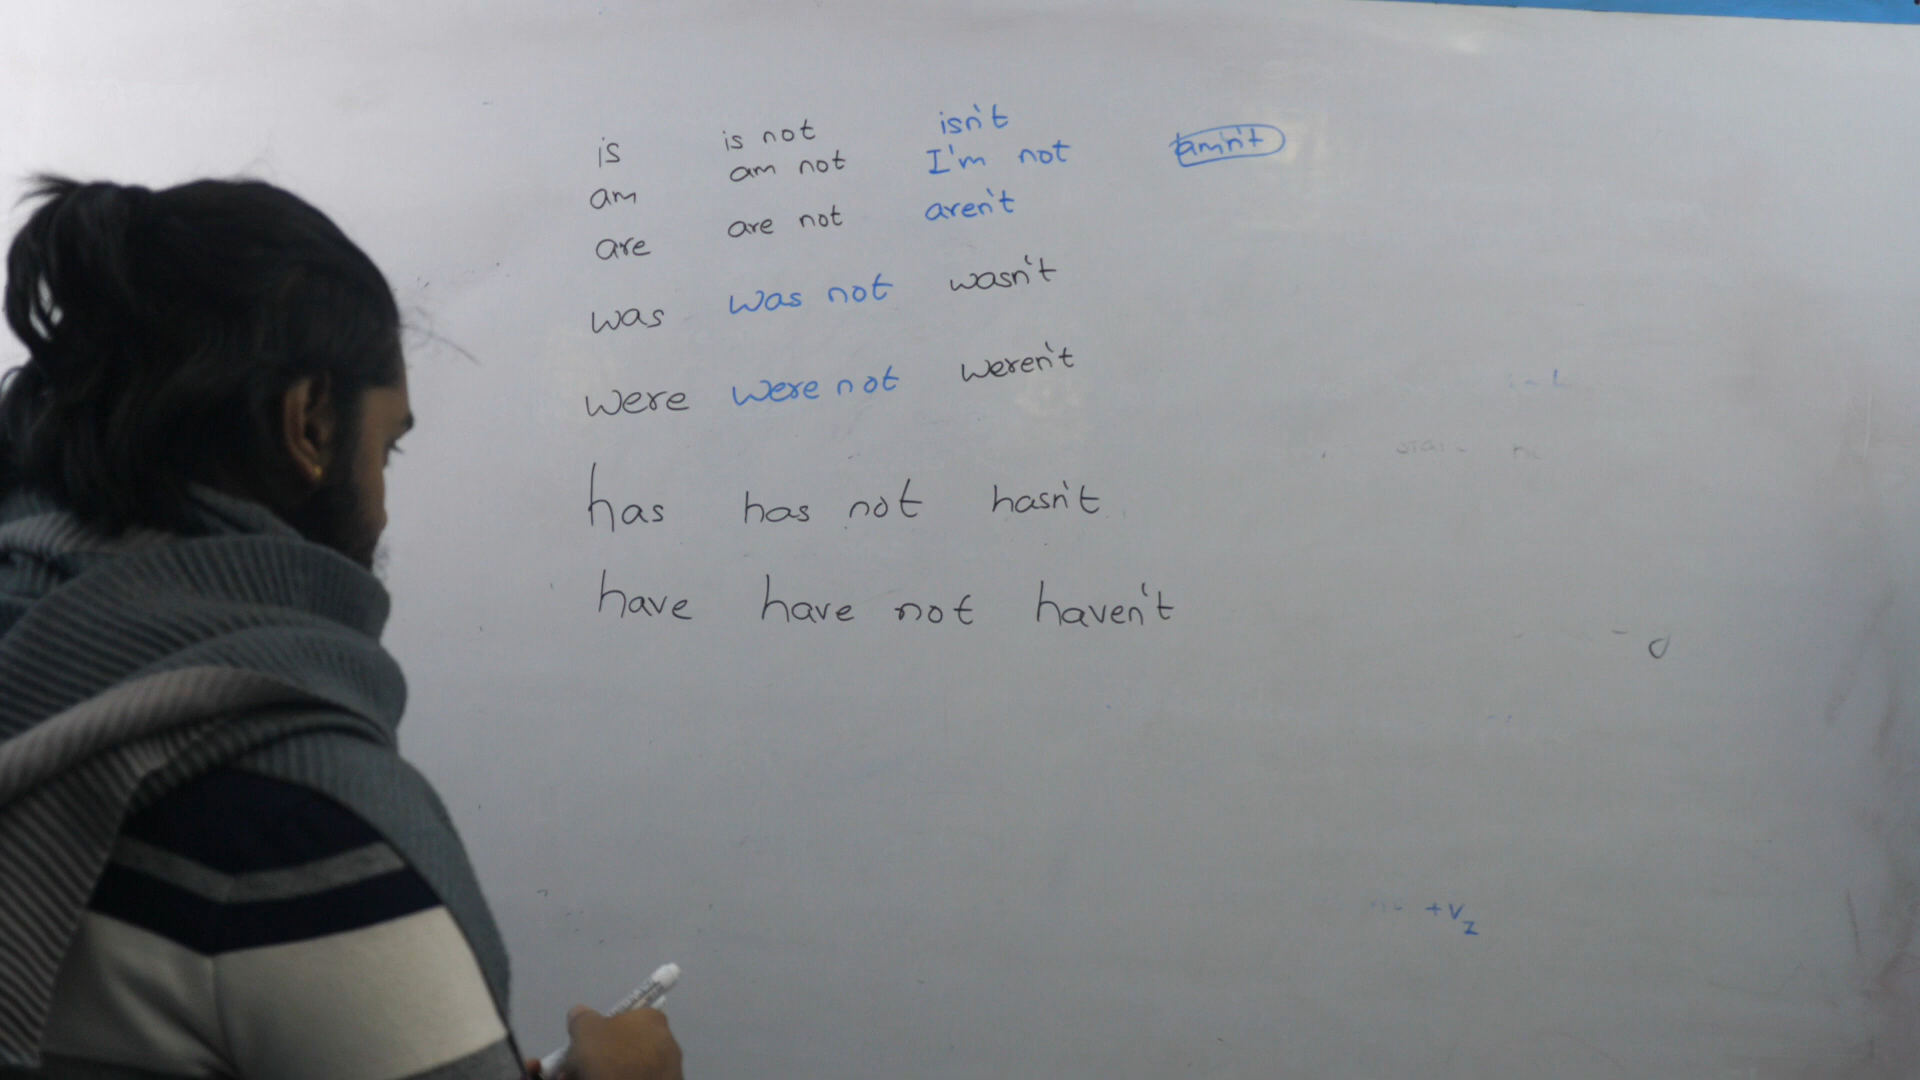 is is not isn't
am am not I'm not amn't
are are not aren't
was was not wasn't
were were not weren't
has has not hasn't
have have not haven't
+V2